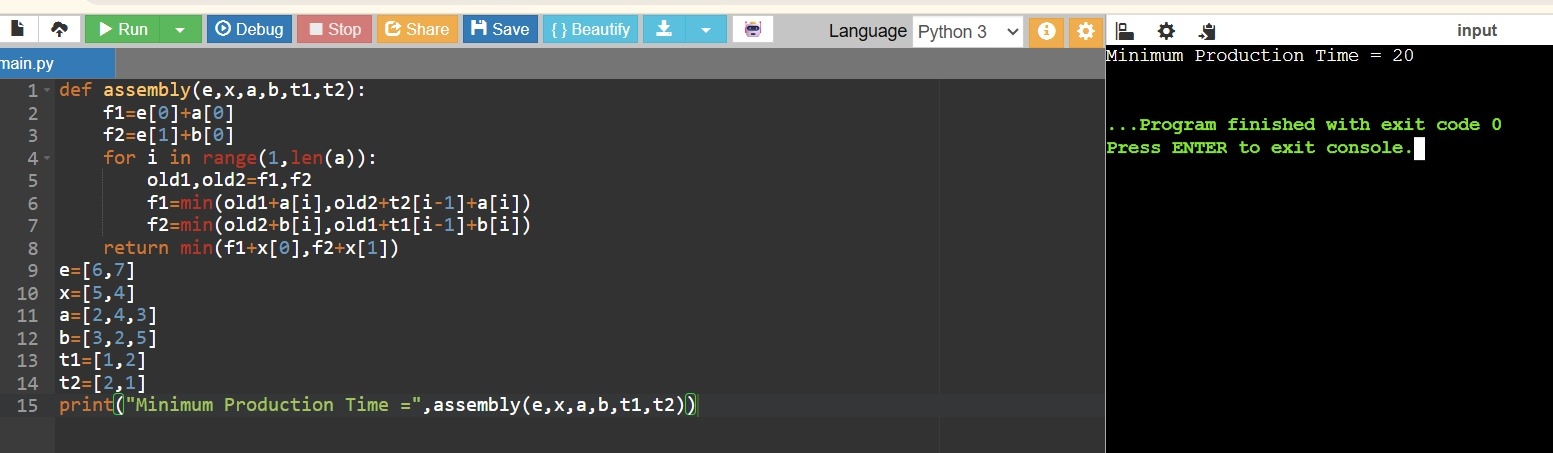 Run Debug Stop Share Save { } Beautify Language Python 3 input
main.py
1 def assembly(e,x,a,b,t1,t2):
2     f1=e[0]+a[0]
3     f2=e[1]+b[0]
4     for i in range(1,len(a)):
5         old1,old2=f1,f2
6         f1=min(old1+a[i],old2+t2[i-1]+a[i])
7         f2=min(old2+b[i],old1+t1[i-1]+b[i])
8     return min(f1+x[0],f2+x[1])
9 e=[6,7]
10 x=[5,4]
11 a=[2,4,3]
12 b=[3,2,5]
13 t1=[1,2]
14 t2=[2,1]
15 print("Minimum Production Time =",assembly(e,x,a,b,t1,t2))
Minimum Production Time = 20
...Program finished with exit code 0
Press ENTER to exit console.